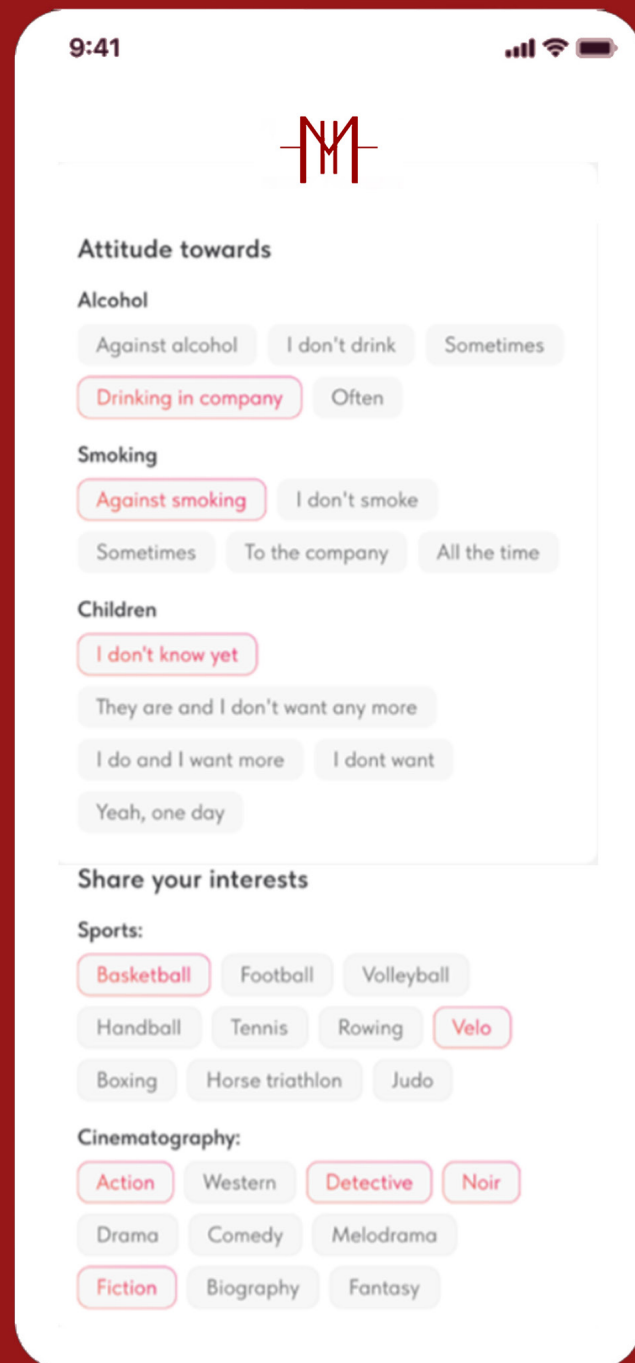 9:41
Attitude towards
Alcohol
Against alcohol I don't drink Sometimes
Drinking in company Often
Smoking
Against smoking I don't smoke
Sometimes To the company All the time
Children
I don't know yet
They are and I don't want any more
I do and I want more I dont want
Yeah, one day
Share your interests
Sports:
Basketball Football Volleyball
Handball Tennis Rowing Velo
Boxing Horse triathlon Judo
Cinematography:
Action Western Detective Noir
Drama Comedy Melodrama
Fiction Biography Fantasy